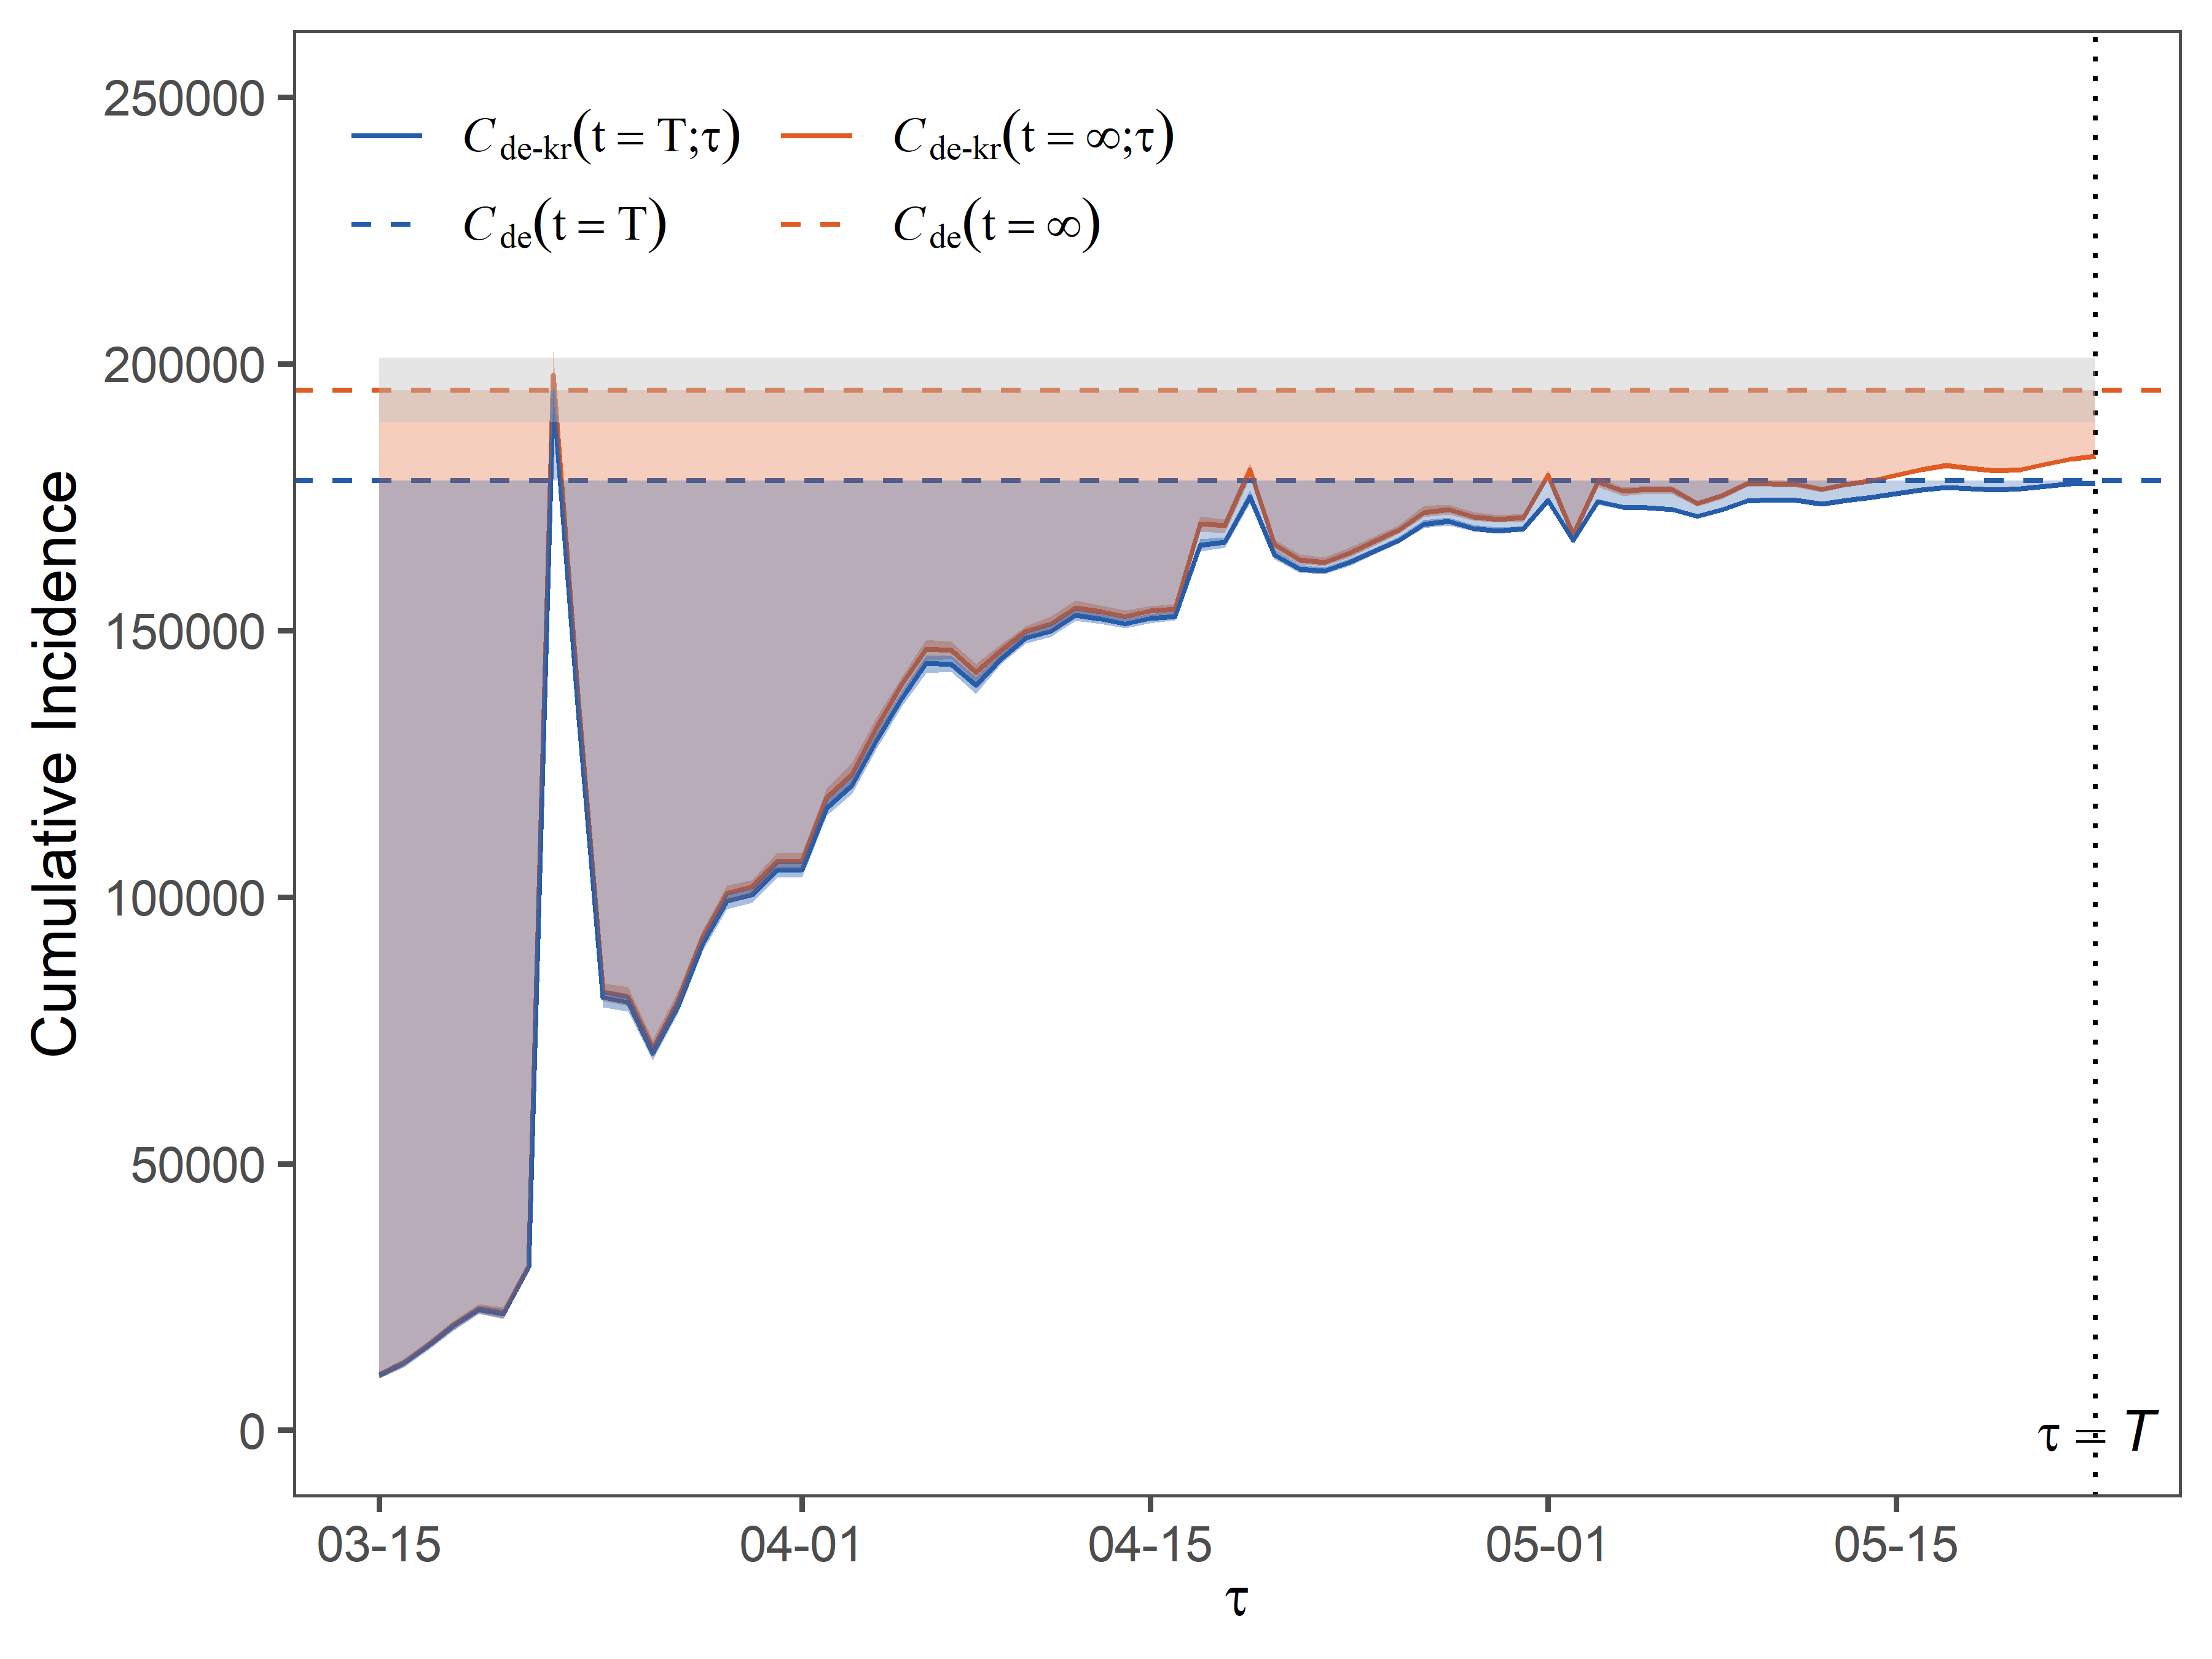 250000
200000
150000
100000
50000
0
Cumulative Incidence
C de-kr(t = T;τ)
C de-kr(t = ∞;τ)
C de(t = T)
C de(t = ∞)
τ = T
03-15
04-01
04-15
05-01
05-15
τ